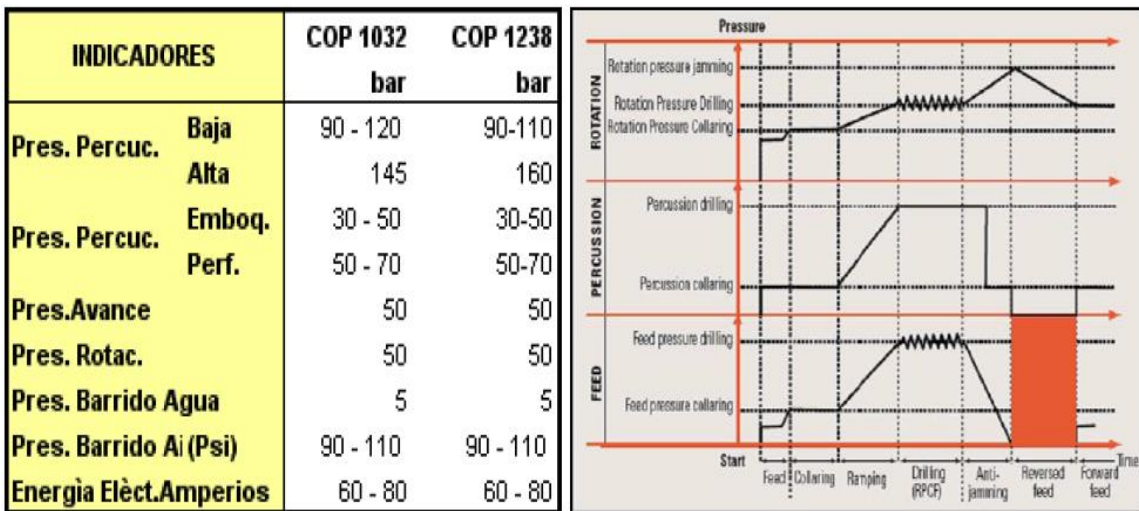 INDICADORES COP 1032 COP 1238
bar bar
Pres. Percuc. Baja 90 - 120 90-110
Alta 145 160
Pres. Percuc. Emboq. 30 - 50 30-50
Perf. 50 - 70 50-70
Pres.Avance 50 50
Pres. Rotac. 50 50
Pres. Barrido Agua 5 5
Pres. Barrido Ai (Psi) 90 - 110 90 - 110
Energìa Elèct.Amperios 60 - 80 60 - 80
Pressure
ROTATION
Rotation pressure jamming
Rotation Pressure Drilling
Rotation Pressure Collaring
PERCUSSION
Percussion drilling
Percussion collaring
FEED
Feed pressure drilling
Feed pressure collaring
Start
Time
Feed
Collaring
Ramping
Drilling
(RPCF)
Anti-
jamming
Reversed
feed
Forward
feed